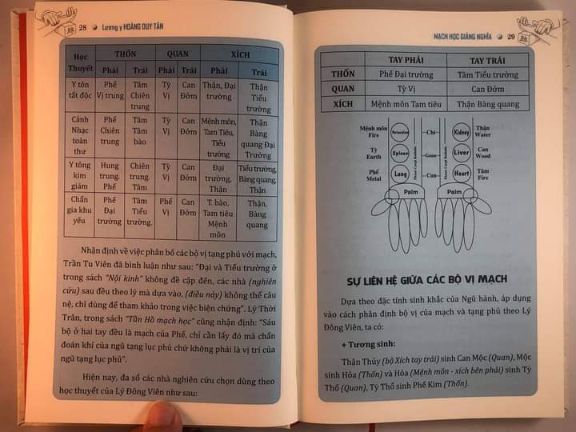 28 Lương y HOÀNG DUY TÂN
Học Thuyết THỐN QUAN XÍCH
Phải Trái Phải Trái Phải Trái
Y tôn tất đọc Phế Vị trung Tâm Chiên trung Tỳ Vị Can Đởm Thận, Đại trường Thận Tiểu trường
Cảnh Nhạc toàn thư Phế Chiên trung Tâm Tâm bào Tỳ Vị Can Đởm Mệnh môn, Tam Tiêu, Tiểu trường Thận Bàng quang Đại Trường
Y tông kim giám Hung trung, Phế Chiên trung. Tâm Tỳ Vị Can Đởm Đại trường, Thận Tiểu trường, Bàng quang, Thận
Chẩn gia khu yếu Phế Đại trường Tâm Tiểu trường. Phế Vị Can Đởm T. bào, Tam tiêu Mệnh môn Thận, Bàng quang
Nhận định về việc phân bố các bộ vị tạng phủ với mạch,
Trần Tu Viên đã bình luận như sau: "Đại và Tiểu trường ở
trong sách "Nội kinh" không đề cập đến, các nhà (nghiên
cứu) sau đều theo lý mà dựa vào, (điều này) không thể câu
nệ, chỉ dùng để tham khảo trong việc biện chứng". Lý Thời
Trân, trong sách "Tần Hồ mạch học" cũng nhận định: "Sáu
bộ ở hai tay đều là mạch của Phế, chỉ cần lấy đó mà chẩn
đoán khí của ngũ tạng lục phủ chứ không phải là vị trí của
ngũ tạng lục phủ".
Hiện nay, đa số các nhà nghiên cứu chọn dùng theo
học thuyết của Lý Đông Viên như sau:
MẠCH HỌC GIẢNG NGHĨA 29
TAY PHẢI TAY TRÁI
THỐN Phế Đại trường Tâm Tiểu trường
QUAN Tỳ Vị Can Đởm
XÍCH Mệnh môn Tam tiêu Thận Bàng quang
Mệnh môn Fire Chi Kidney Thận Water
Tỳ Earth Spleen Guan Liver Can Wood
Phế Metal Lung Cun Heart Tâm Fire
Palm Palm
SỰ LIÊN HỆ GIỮA CÁC BỘ VỊ MẠCH
Dựa theo đặc tính sinh khắc của Ngũ hành, áp dụng
vào cách phân định bộ vị của mạch và tạng phủ theo Lý
Đông Viên, ta có:
+ Tương sinh:
Thận Thủy (bộ Xích tay trái) sinh Can Mộc (Quan), Mộc
sinh Hỏa (Thốn) và Hỏa (Mệnh môn - xích bên phải) sinh Tỳ
Thổ (Quan), Tỳ Thổ sinh Phế Kim (Thốn).